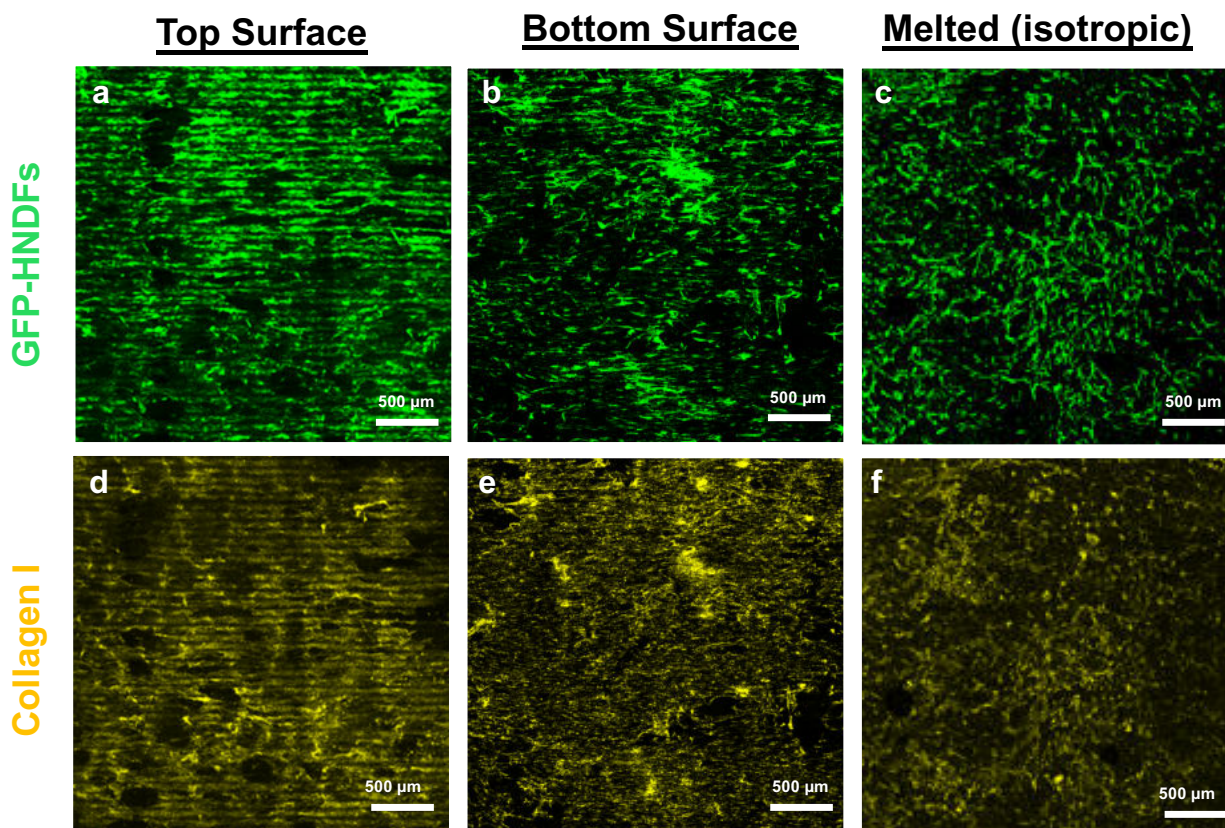 Top Surface
Bottom Surface
Melted (isotropic)
GFP-HNDFs
a
b
c
500 µm
500 µm
500 µm
Collagen I
d
e
f
500 µm
500 µm
500 µm